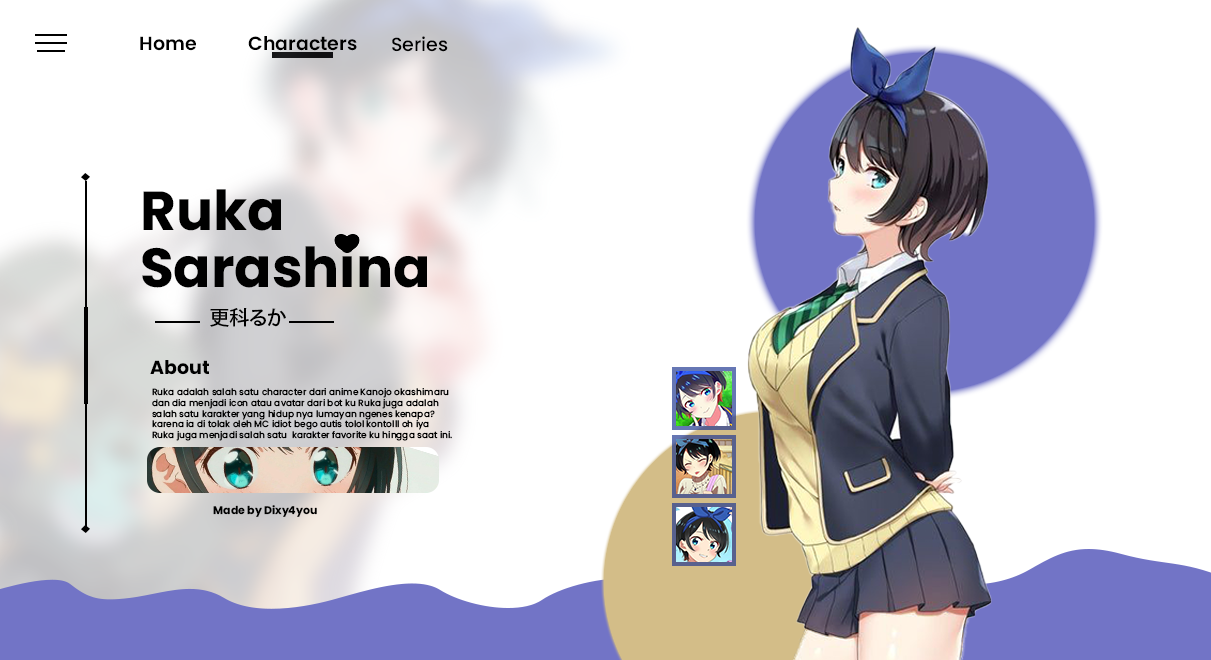 Home Characters Series
Ruka
Sarashina
更科るか
About
Ruka adalah salah satu character dari anime Kanojo okashimaru
dan dia menjadi icon atau avatar dari bot ku Ruka juga adalah
salah satu karakter yang hidup nya lumayan ngenes kenapa?
karena ia di tolak oleh MC idiot bego autis tolol kontolll oh iya
Ruka juga menjadi salah satu karakter favorite ku hingga saat ini.
Made by Dixy4you